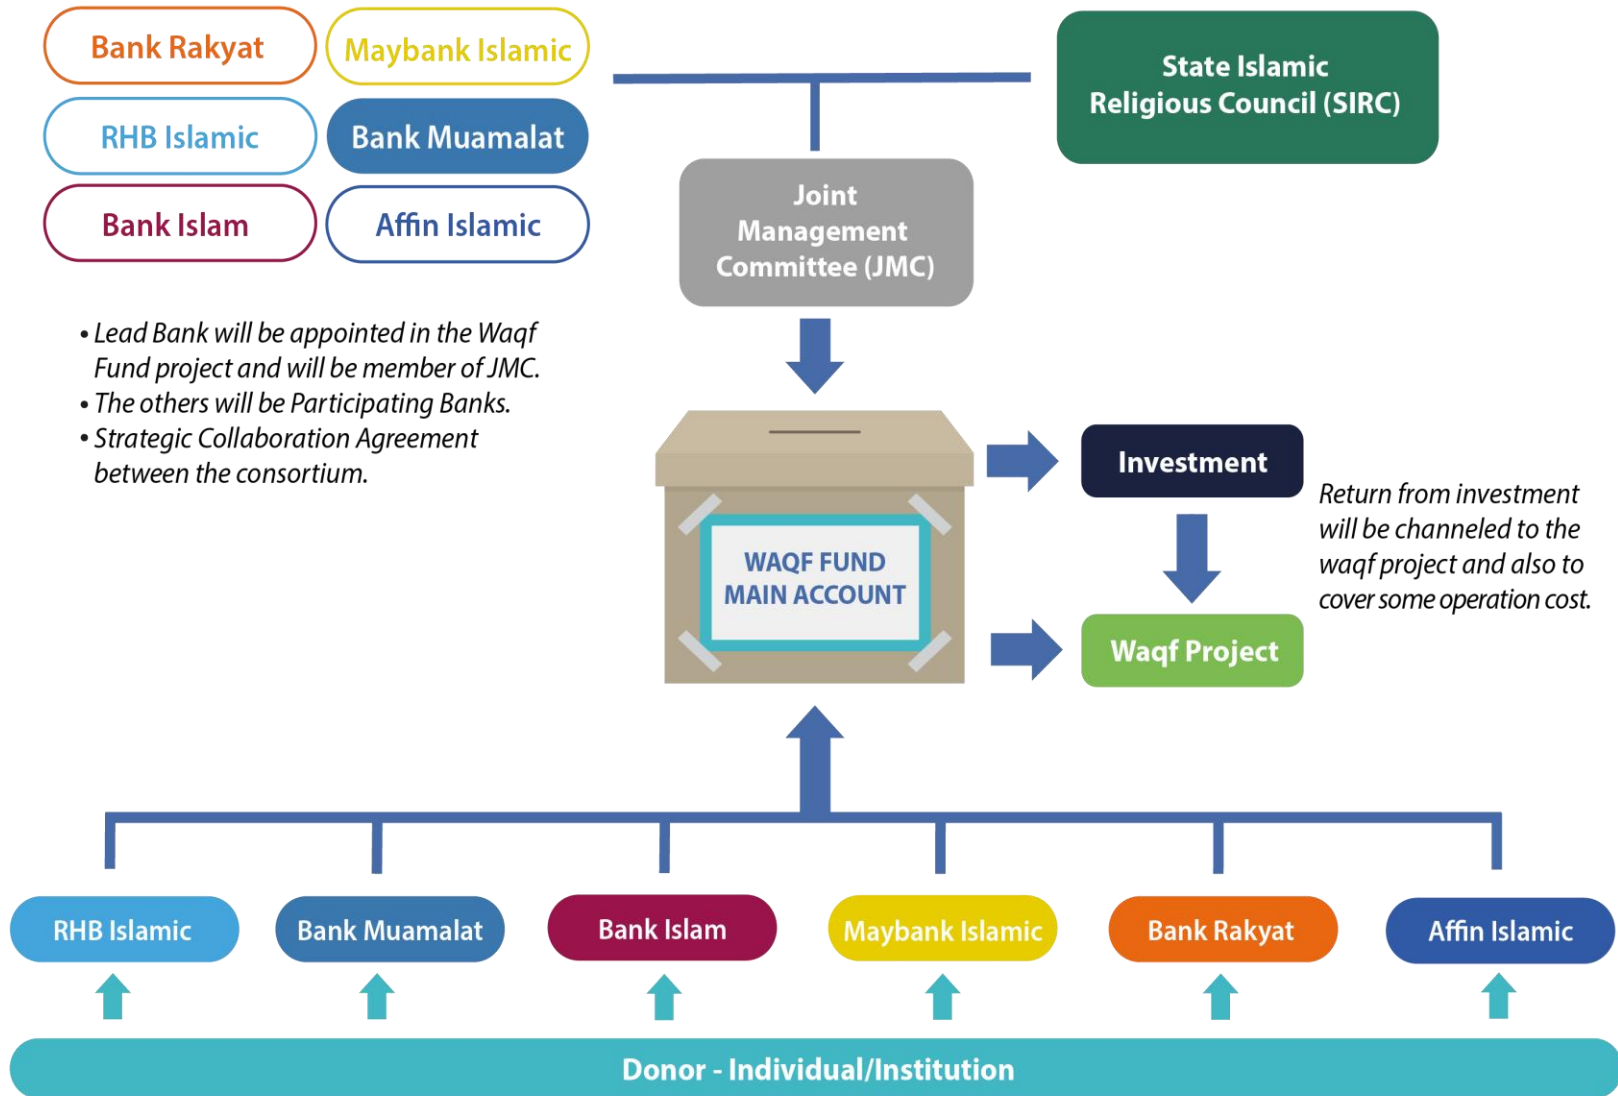 Bank Rakyat
Maybank Islamic
RHB Islamic
Bank Muamalat
Bank Islam
Affin Islamic
State Islamic
Religious Council (SIRC)
Joint
Management
Committee (JMC)
• Lead Bank will be appointed in the Waqf
Fund project and will be member of JMC.
• The others will be Participating Banks.
• Strategic Collaboration Agreement
between the consortium.
WAQF FUND
MAIN ACCOUNT
Investment
Return from investment
will be channeled to the
waqf project and also to
cover some operation cost.
Waqf Project
RHB Islamic
Bank Muamalat
Bank Islam
Maybank Islamic
Bank Rakyat
Affin Islamic
Donor - Individual/Institution